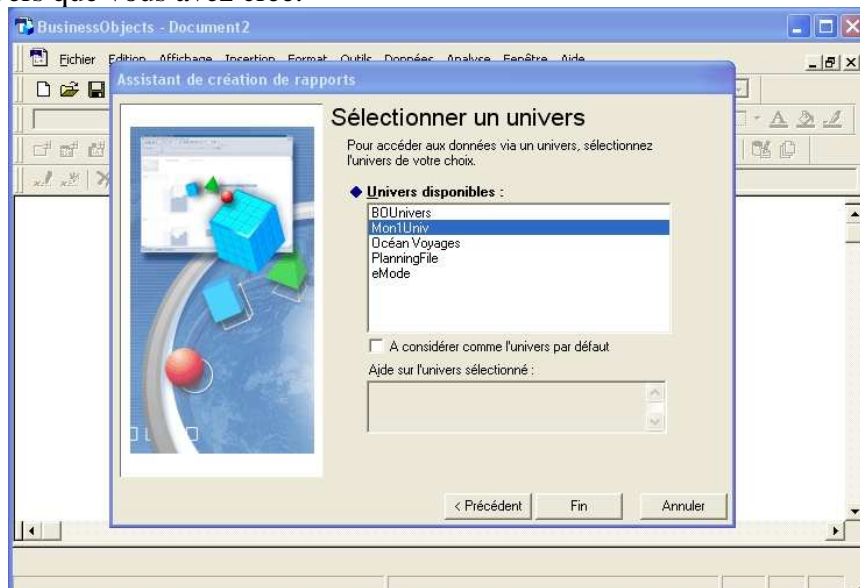 BusinessObjects - Document2
Fichier Edition Affichage Insertion Format Outils Données Analyse Fenêtre Aide
Assistant de création de rapports
Sélectionner un univers
Pour accéder aux données via un univers, sélectionnez
l'univers de votre choix.
Univers disponibles :
BOUnivers
Mon1Univ
Océan Voyages
PlanningFile
eMode
A considérer comme l'univers par défaut
Aide sur l'univers sélectionné :
< Précédent Fin Annuler